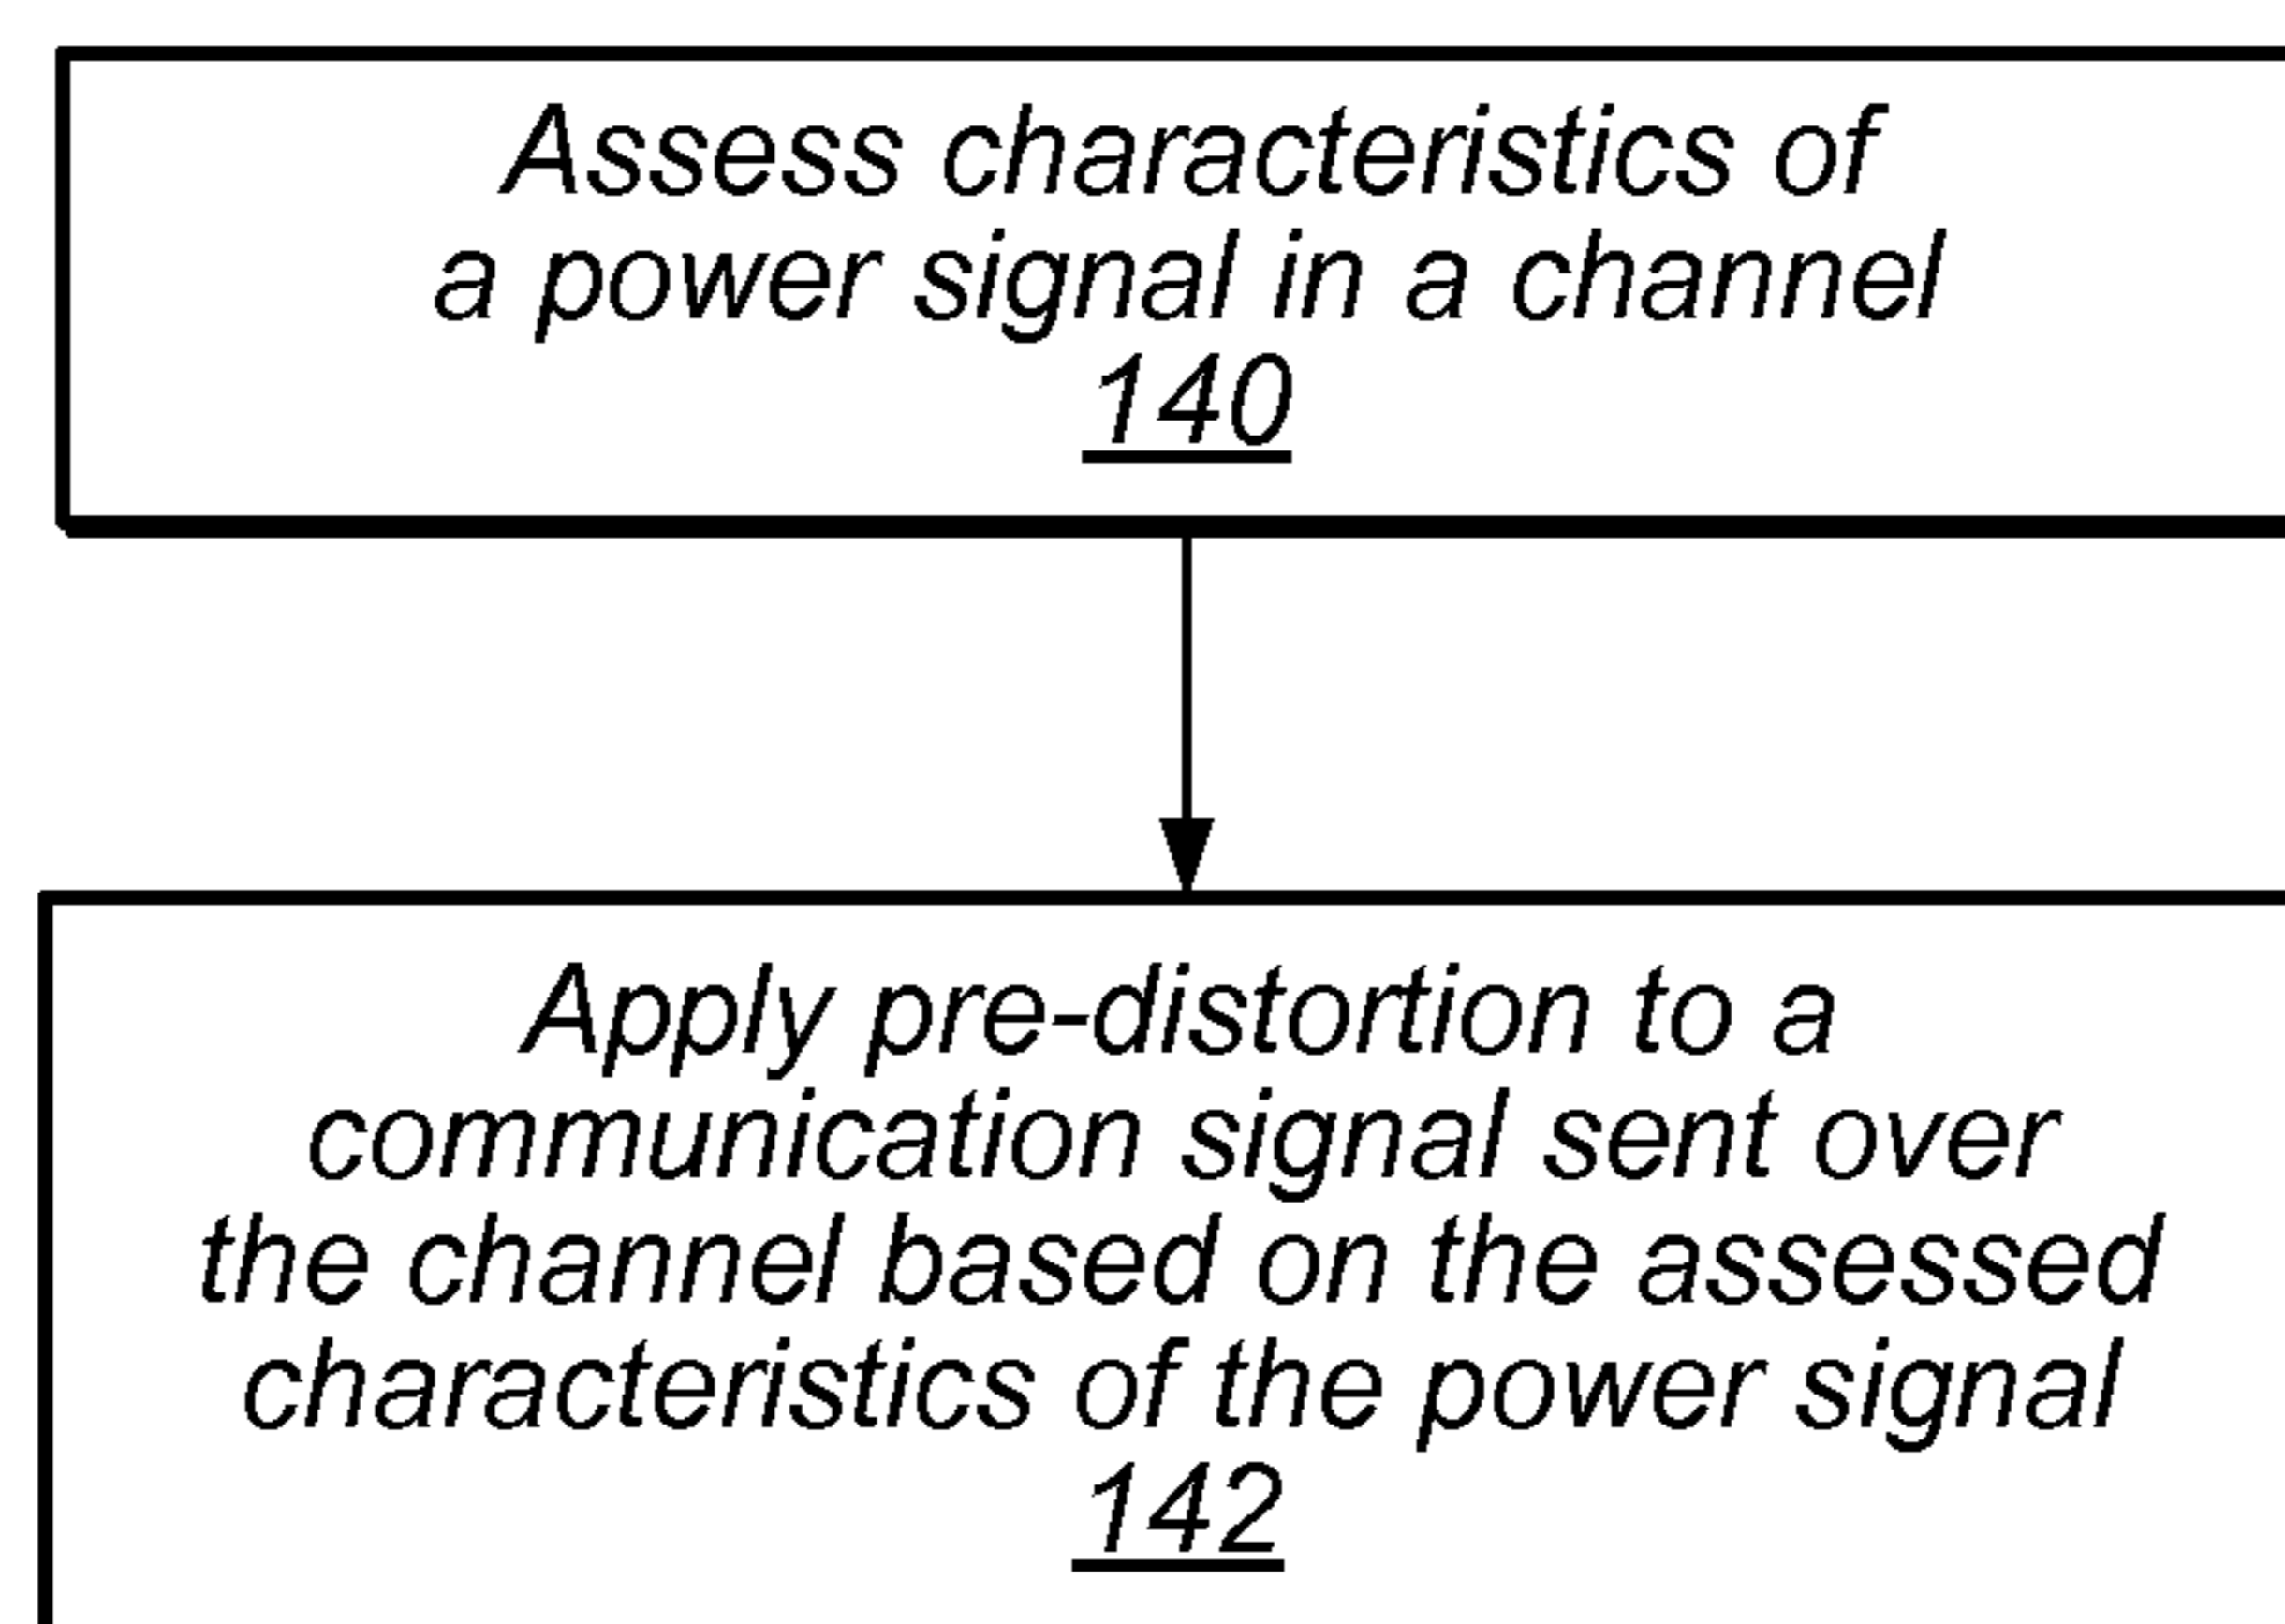 Assess characteristics of
a power signal in a channel
140
Apply pre-distortion to a
communication signal sent over
the channel based on the assessed
characteristics of the power signal
142